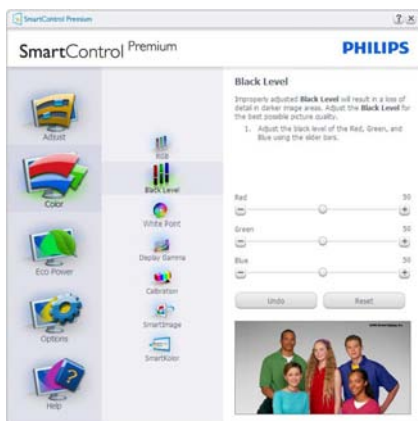 SmartControl Premium
SmartControl Premium
PHILIPS
Adjust
Color
Eco Power
Options
Help
RGB
Black Level
White Point
Display Gamma
Calibration
SmartImage
SmartKolor
Black Level
Improperly adjusted Black Level will result in a loss of
detail in darker image areas. Adjust the Black Level for
the best possible picture quality.
1. Adjust the black level of the Red, Green, and
Blue using the slider bars.
Red 50
Green 50
Blue 50
Undo Reset